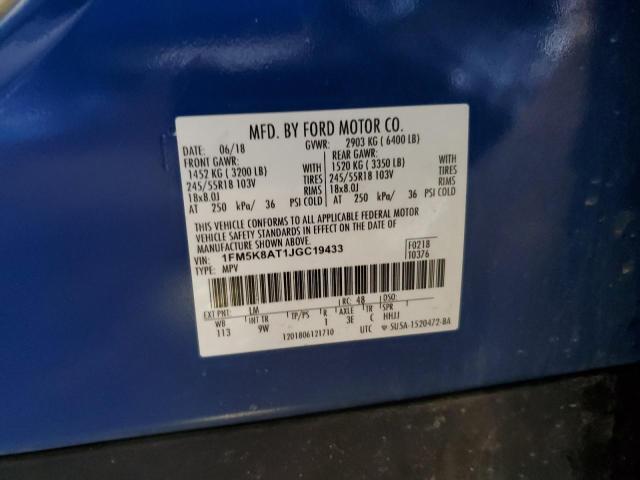 MFD. BY FORD MOTOR CO.
DATE: 06/18 GVWR: 2903 KG ( 6400 LB)
FRONT GAWR: REAR GAWR:
1452 KG ( 3200 LB) WITH 1520 KG ( 3350 LB) WITH
245/55R18 103V TIRES 245/55R18 103V TIRES
18x8.0J RIMS 18x8.0J RIMS
AT 250 kPa/ 36 PSI COLD AT 250 kPa/ 36 PSI COLD
THIS VEHICLE CONFORMS TO ALL APPLICABLE FEDERAL MOTOR
VEHICLE SAFETY STANDARDS IN EFFECT ON THE DATE OF
MANUFACTURE SHOWN ABOVE.
VIN: 1FM5K8AT1JGC19433 F0218
TYPE: MPV 10376
EXT PNT: LM RC: 48 DSO:
WB INT TR TP/PS R AXLE TR SPR
113 9W 1 3E C HHJJ
1201806121710 UTC SU5A-1520472-BA